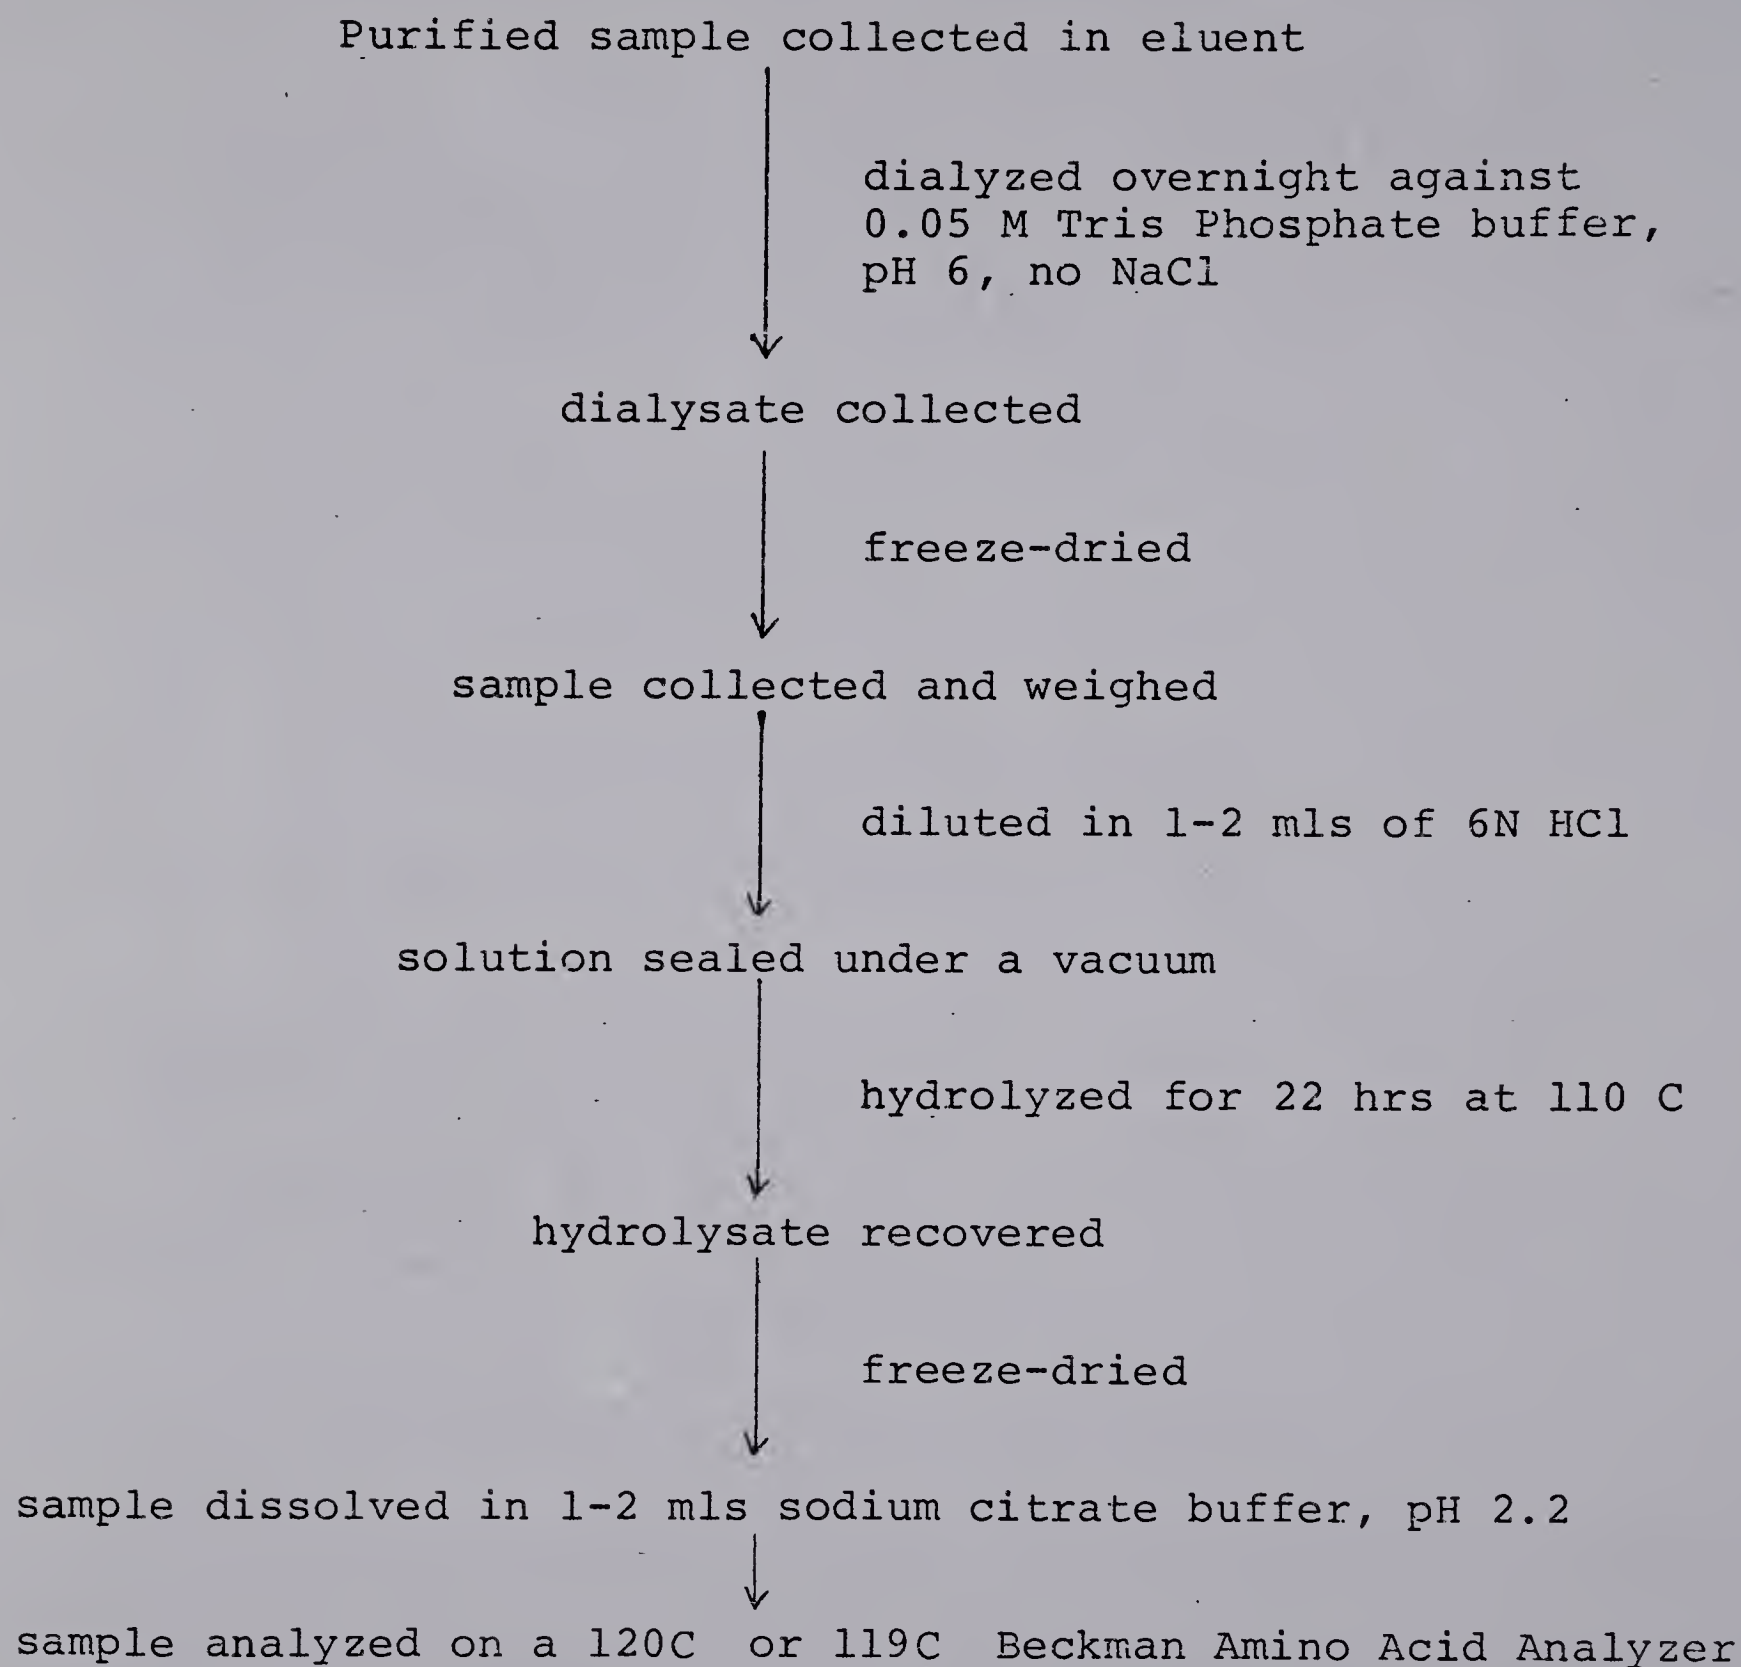 Purified sample collected in eluent
dialyzed overnight against
0.05 M Tris Phosphate buffer,
pH 6, no NaCl
dialysate collected
freeze-dried
sample collected and weighed
diluted in 1-2 mls of 6N HCl
solution sealed under a vacuum
hydrolyzed for 22 hrs at 110 C
hydrolysate recovered
freeze-dried
sample dissolved in 1-2 mls sodium citrate buffer, pH 2.2
sample analyzed on a 120C or 119C Beckman Amino Acid Analyzer